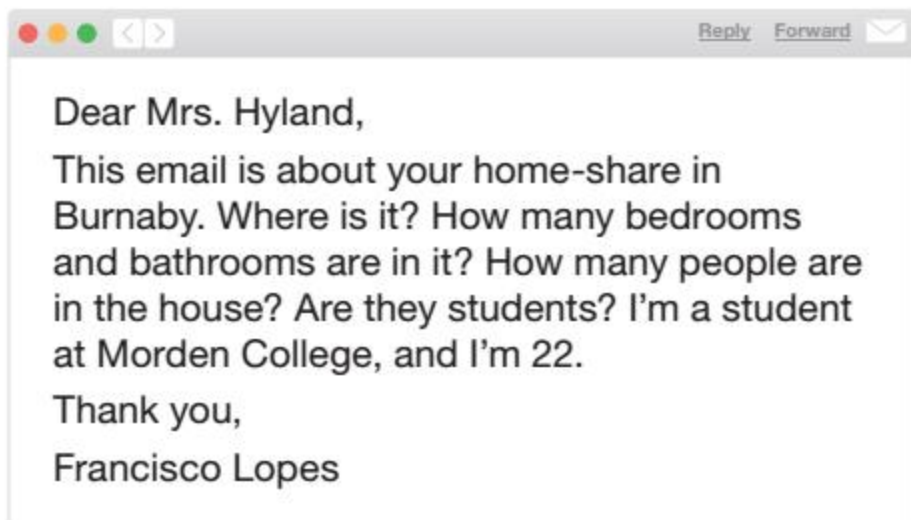 Reply Forward
Dear Mrs. Hyland,
This email is about your home-share in
Burnaby. Where is it? How many bedrooms
and bathrooms are in it? How many people are
in the house? Are they students? I'm a student
at Morden College, and I'm 22.
Thank you,
Francisco Lopes